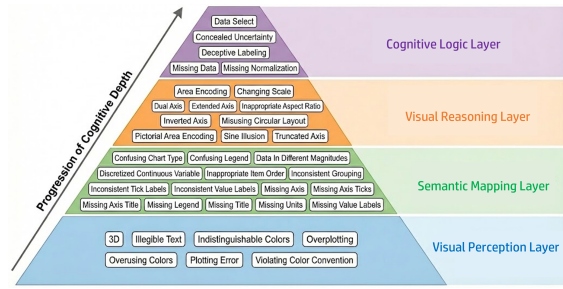 Progression of Cognitive Depth
Data Select
Concealed Uncertainty
Deceptive Labeling
Missing Data Missing Normalization
Cognitive Logic Layer
Area Encoding Changing Scale
Dual Axis Extended Axis Inappropriate Aspect Ratio
Inverted Axis Misusing Circular Layout
Pictorial Area Encoding Sine Illusion Truncated Axis
Visual Reasoning Layer
Confusing Chart Type Confusing Legend Data In Different Magnitudes
Discretized Continuous Variable Inappropriate Item Order Inconsistent Grouping
Inconsistent Tick Labels Inconsistent Value Labels Missing Axis Missing Axis Ticks
Missing Axis Title Missing Legend Missing Title Missing Units Missing Value Labels
Semantic Mapping Layer
3D Illegible Text Indistinguishable Colors Overplotting
Overusing Colors Plotting Error Violating Color Convention
Visual Perception Layer